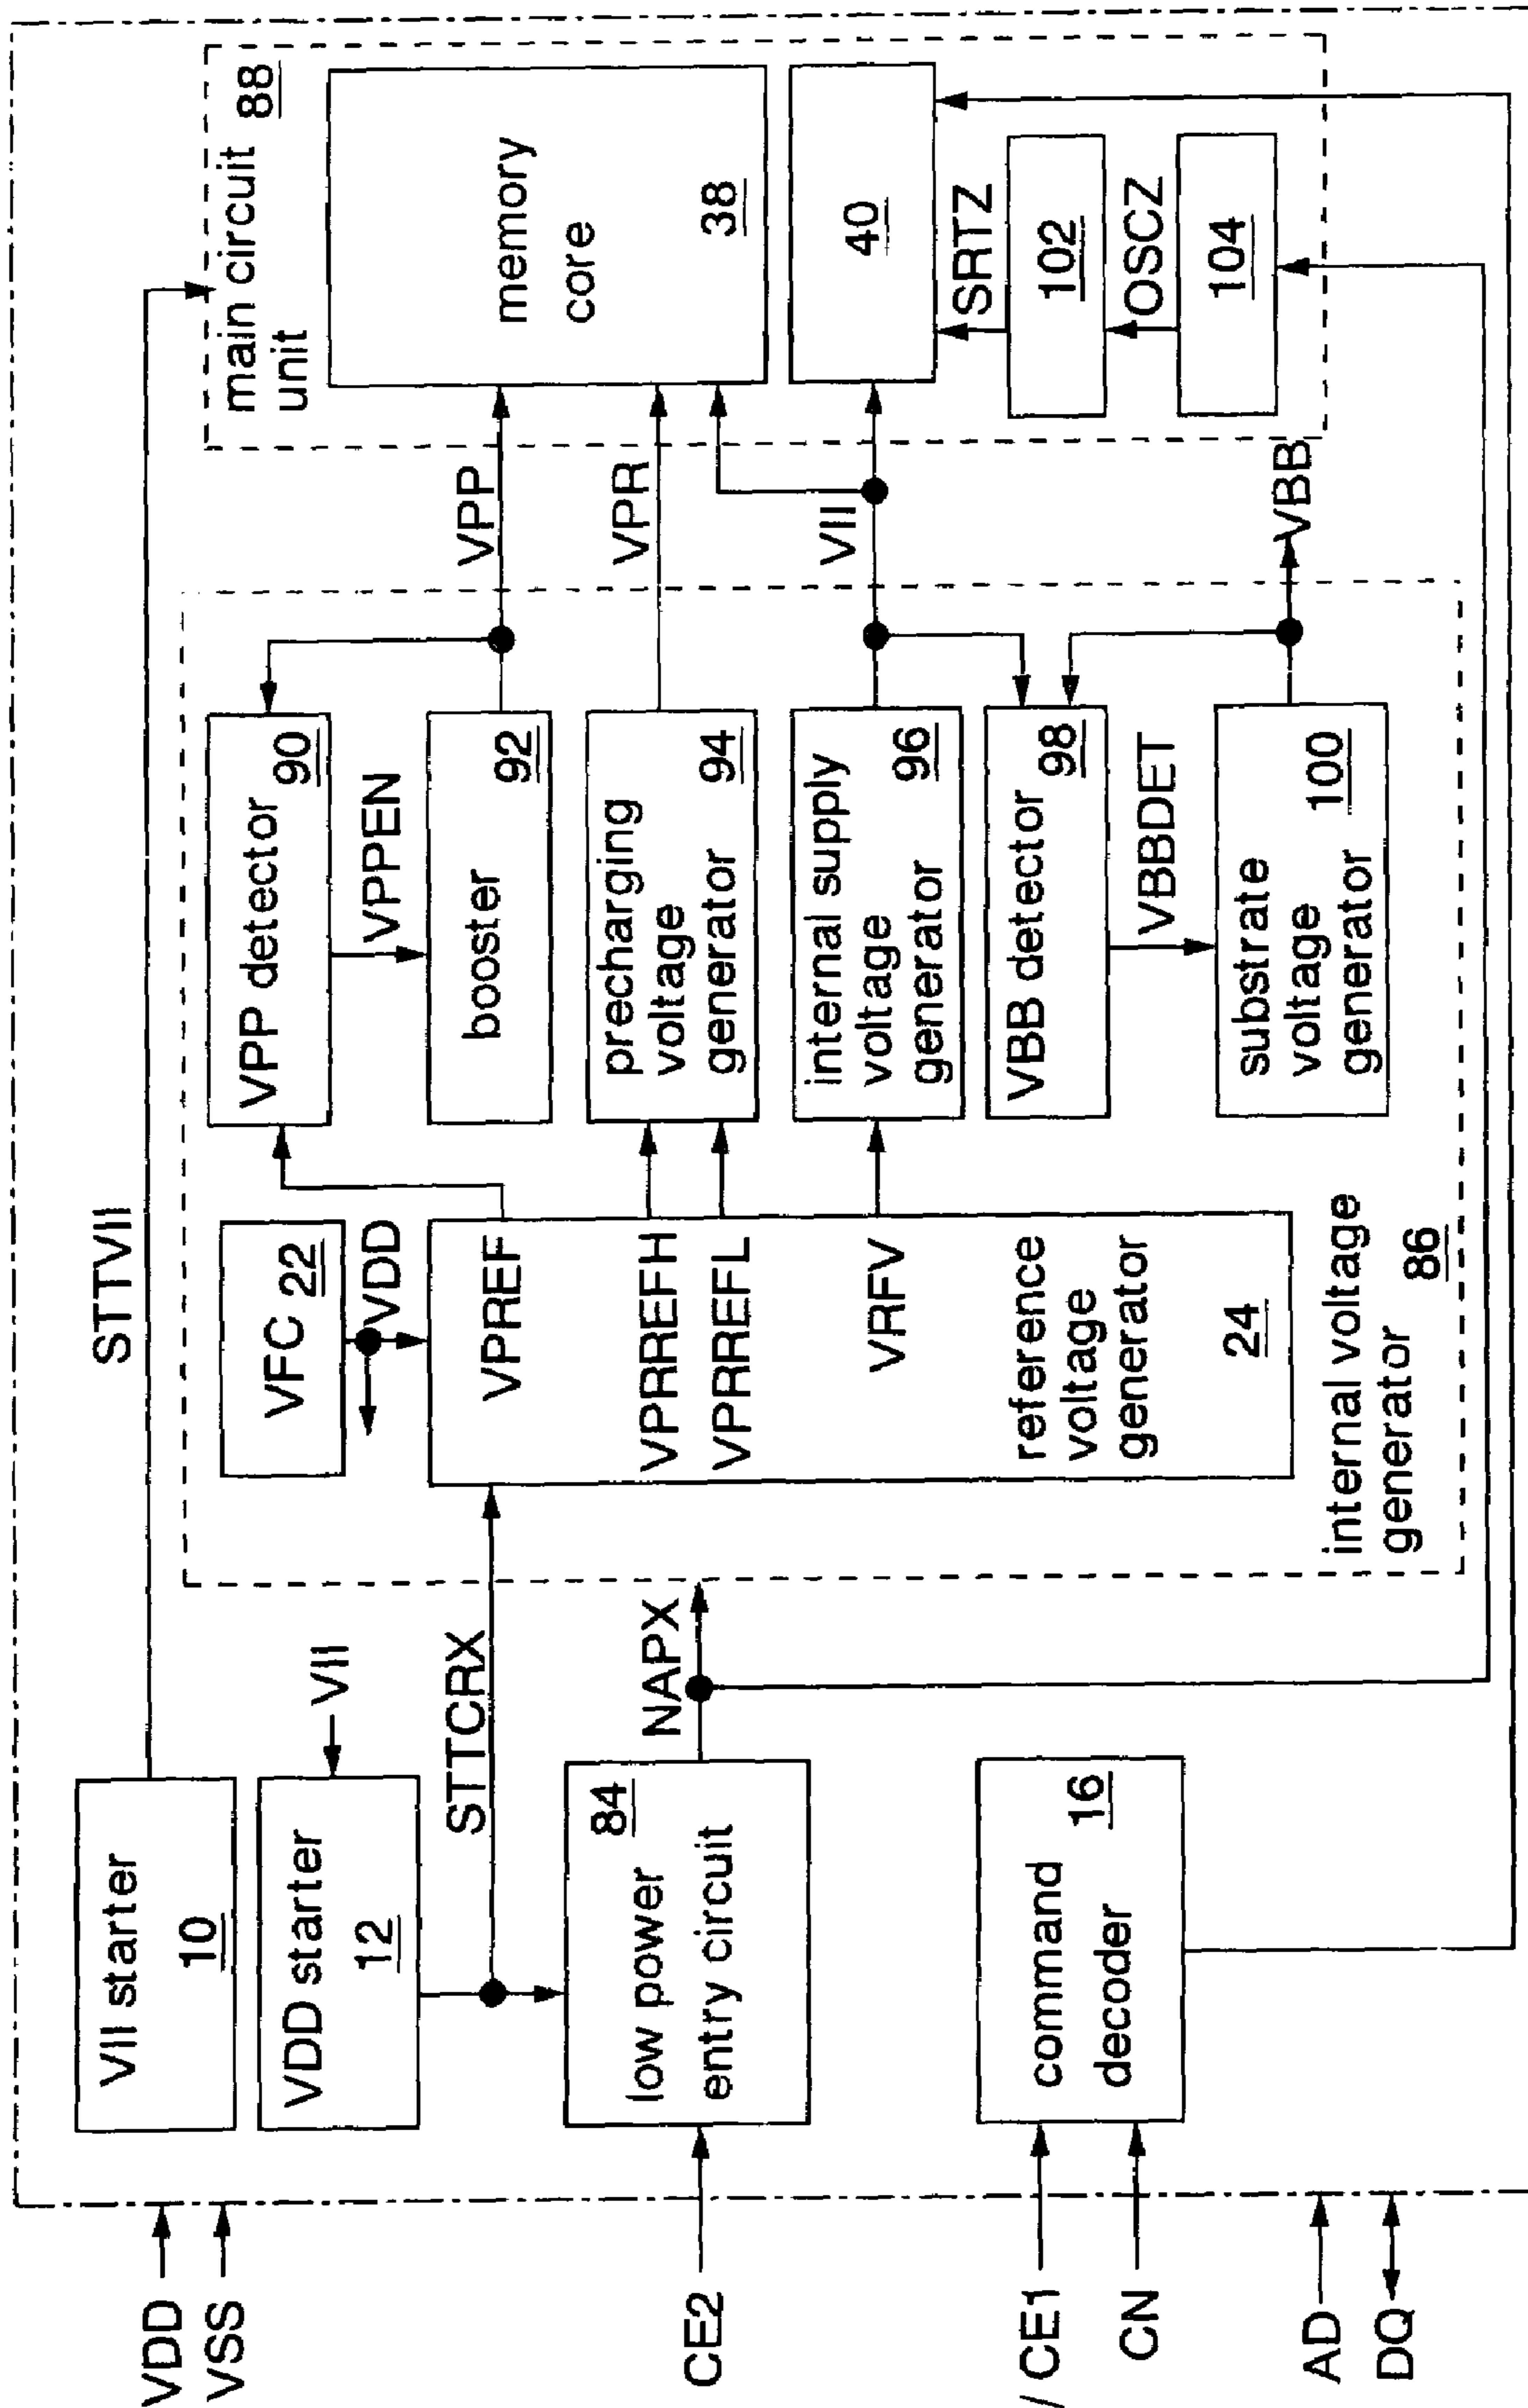 VDD
VSS
CE2
/ CE1
CN
AD
DQ
VII starter
10
VDD starter
12
VII
STTVII
STTCRX
low power
entry circuit
84
NAPX
command
decoder
16
VFC 22
VDD
VPREF
VPRREFH
VPRREFL
VRFV
reference
voltage
generator
24
internal voltage
generator
86
VPP detector
90
VPPEN
booster
92
precharging
voltage
generator
94
internal supply
voltage
generator
96
VBB detector
98
VBBDET
substrate
voltage
generator
100
VPP
VPR
VII
VBB
main circuit
unit
88
memory
core
38
40
SRTZ
102
OSCZ
104